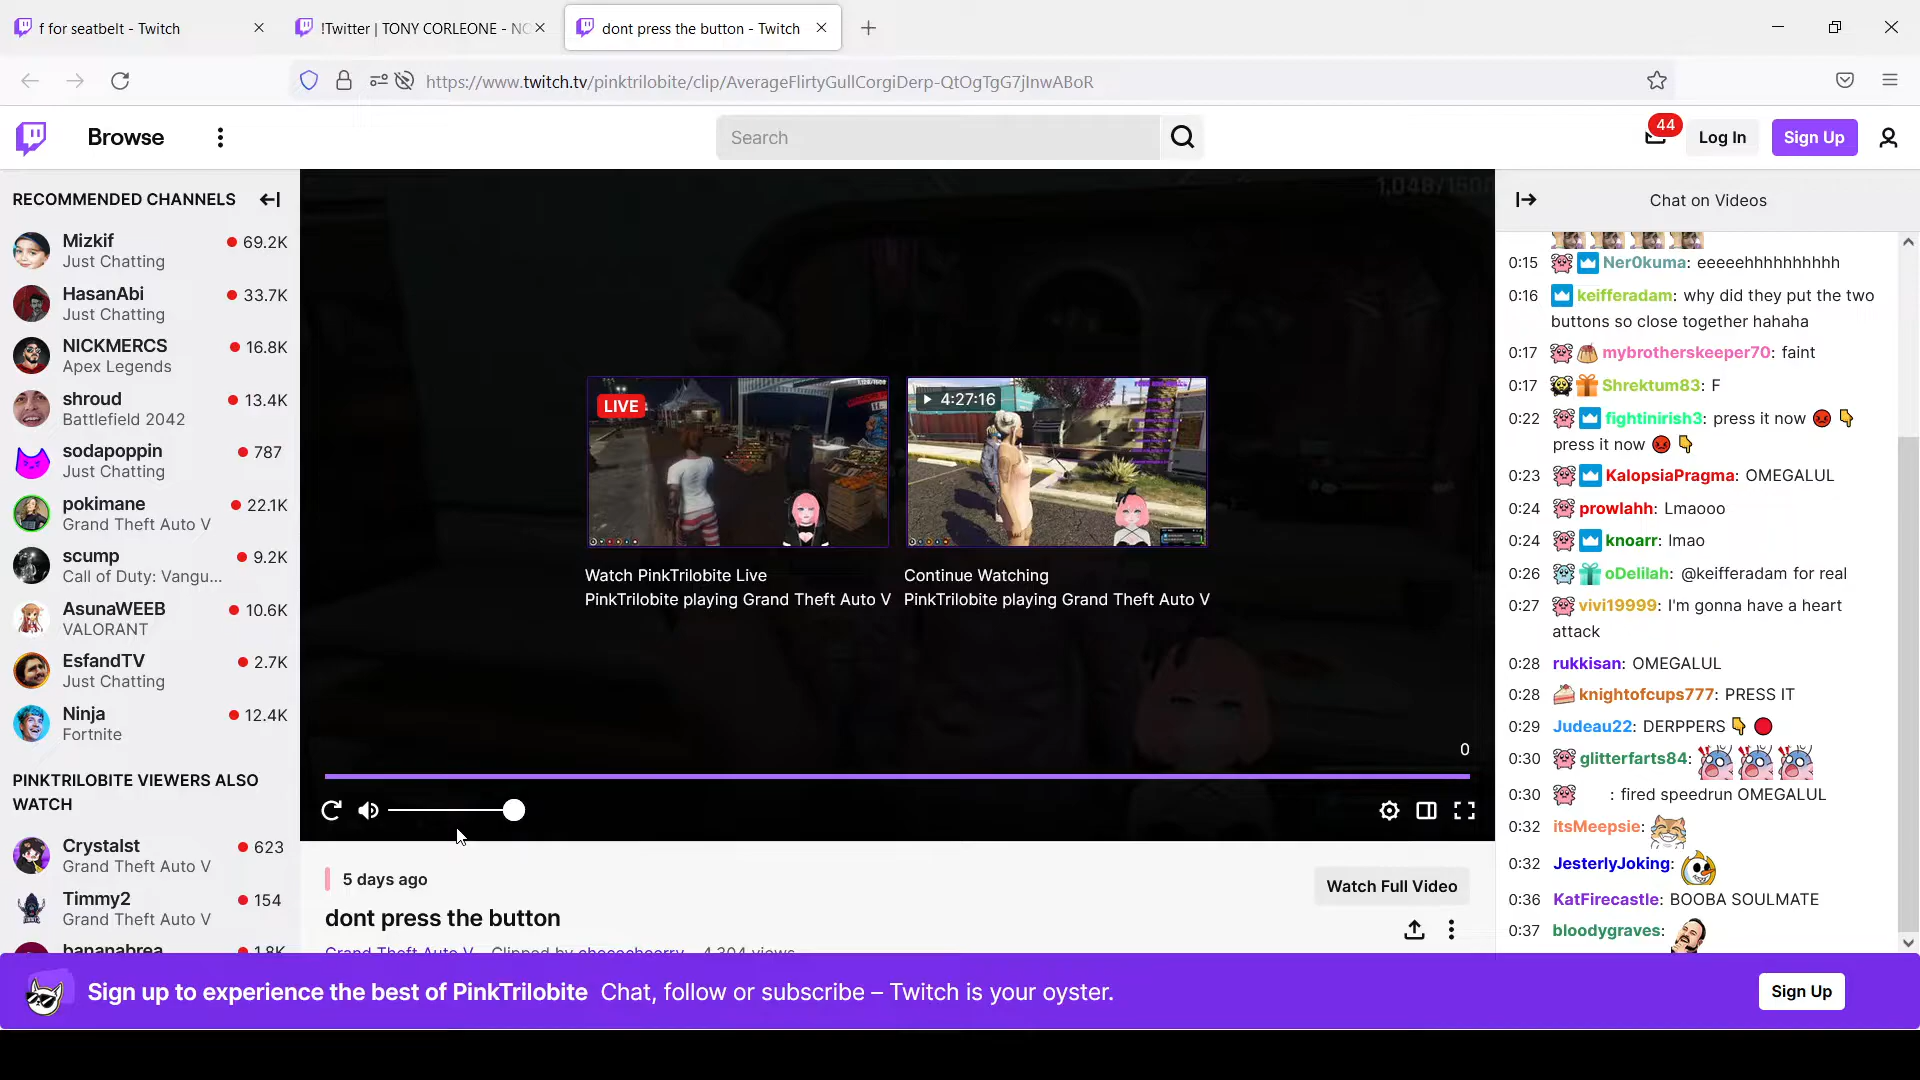 f for seatbelt - Twitch
!Twitter | TONY CORLEONE - NO
dont press the button - Twitch
https://www.twitch.tv/pinktrilobite/clip/AverageFlirtyGullCorgiDerp-QtOgTgG7jInwABoR
Browse
Search
44
Log In
Sign Up
RECOMMENDED CHANNELS
Mizkif
69.2K
Just Chatting
HasanAbi
33.7K
Just Chatting
NICKMERCS
16.8K
Apex Legends
shroud
13.4K
Battlefield 2042
sodapoppin
787
Just Chatting
pokimane
22.1K
Grand Theft Auto V
scump
9.2K
Call of Duty: Vangu...
AsunaWEEB
10.6K
VALORANT
EsfandTV
2.7K
Just Chatting
Ninja
12.4K
Fortnite
PINKTRILOBITE VIEWERS ALSO
WATCH
Crystalst
623
Grand Theft Auto V
Timmy2
154
Grand Theft Auto V
bananabrea
1.8K
LIVE
4:27:16
Watch PinkTrilobite Live
PinkTrilobite playing Grand Theft Auto V
Continue Watching
PinkTrilobite playing Grand Theft Auto V
0
5 days ago
Watch Full Video
dont press the button
Grand Theft Auto V Clipped by chococheerry 4,304 views
Chat on Videos
0:15 Ner0kuma: eeeeehhhhhhhhhh
0:16 keifferadam: why did they put the two
buttons so close together hahaha
0:17 mybrotherskeeper70: faint
0:17 Shrektum83: F
0:22 fightinirish3: press it now
press it now
0:23 KalopsiaPragma: OMEGALUL
0:24 prowlahh: Lmaooo
0:24 knoarr: lmao
0:26 oDelilah: @keifferadam for real
0:27 vivi19999: I'm gonna have a heart
attack
0:28 rukkisan: OMEGALUL
0:28 knightofcups777: PRESS IT
0:29 Judeau22: DERPPERS
0:30 glitterfarts84:
0:30 : fired speedrun OMEGALUL
0:32 itsMeepsie:
0:32 JesterlyJoking:
0:36 KatFirecastle: BOOBA SOULMATE
0:37 bloodygraves:
Sign up to experience the best of PinkTrilobite Chat, follow or subscribe – Twitch is your oyster.
Sign Up